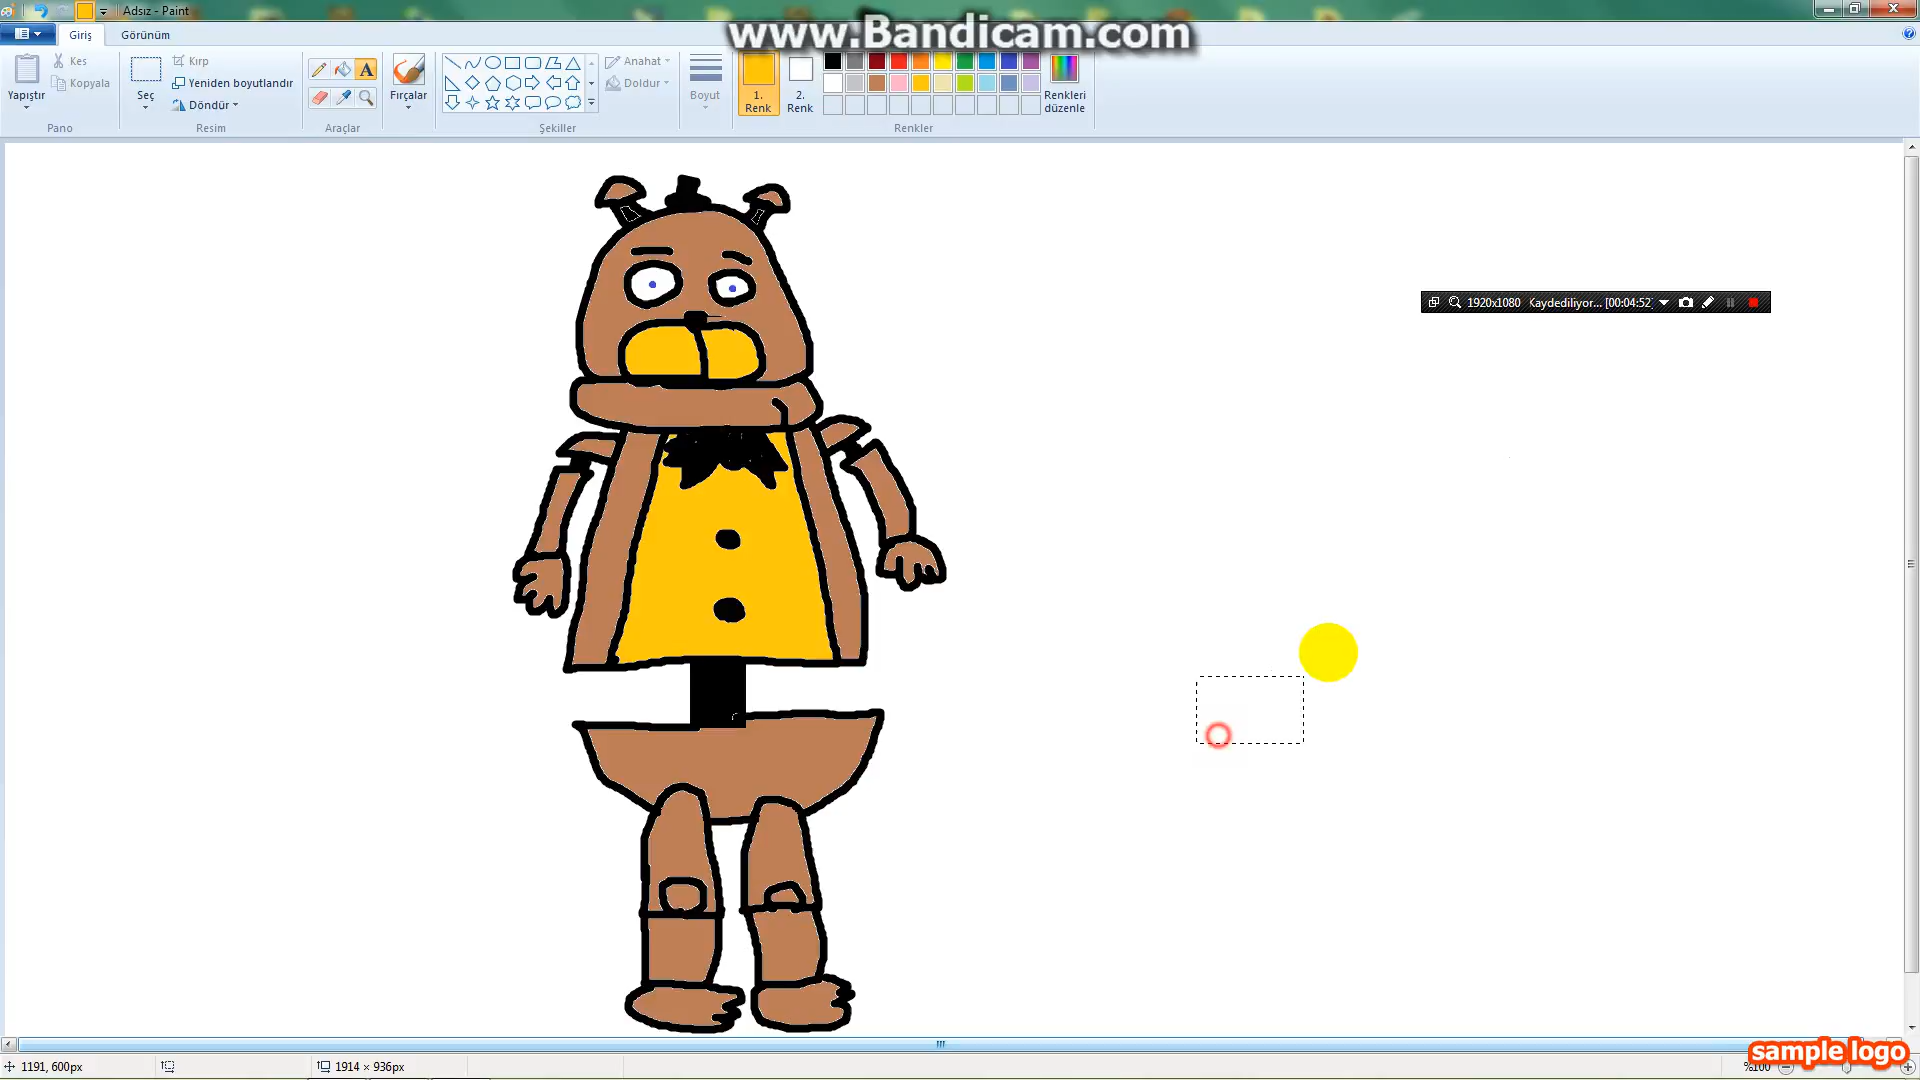 Adsız - Paint
www.Bandicam.com
Giriş
Görünüm
Yapıştır
Kes
Kopyala
Pano
Seç
Kırp
Yeniden boyutlandır
Döndür
Resim
A
Araçlar
Fırçalar
Şekiller
Anahat
Doldur
Boyut
1.
Renk
2.
Renk
Renkler
Renkleri
düzenle
1920x1080 Kaydediliyor... [00:04:52]
1191, 600px
1914 × 936px
%100
sample logo